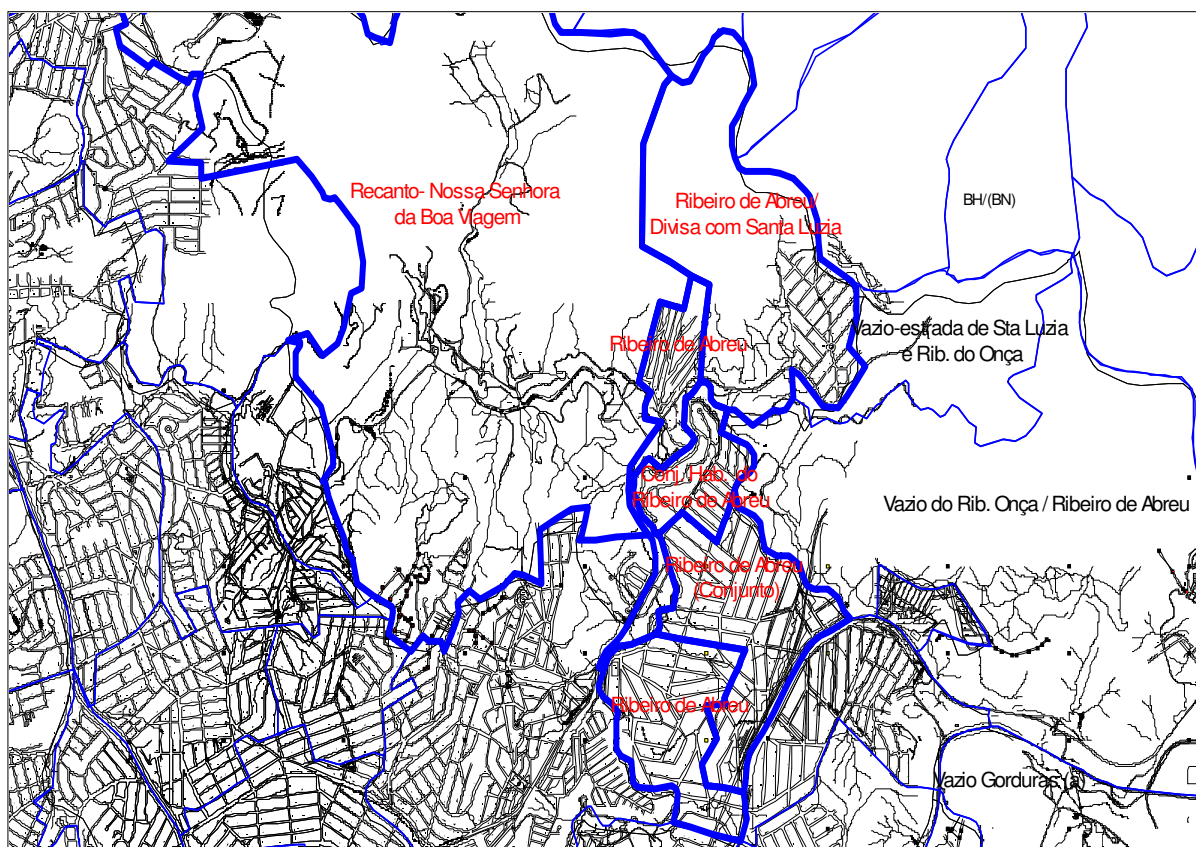 Recanto- Nossa Senhora
da Boa Viagem
Ribeiro de Abreu/
Divisa com Santa Luzia
BH/(BN)
Ribeiro de Abreu
Vazio-estrada de Sta Luzia
e Rib. do Onça
Conj. Hab. do
Ribeiro de Abreu
Vazio do Rib. Onça / Ribeiro de Abreu
Ribeiro de Abreu
(Conjunto)
Ribeiro de Abreu
Vazio Gorduras (a)